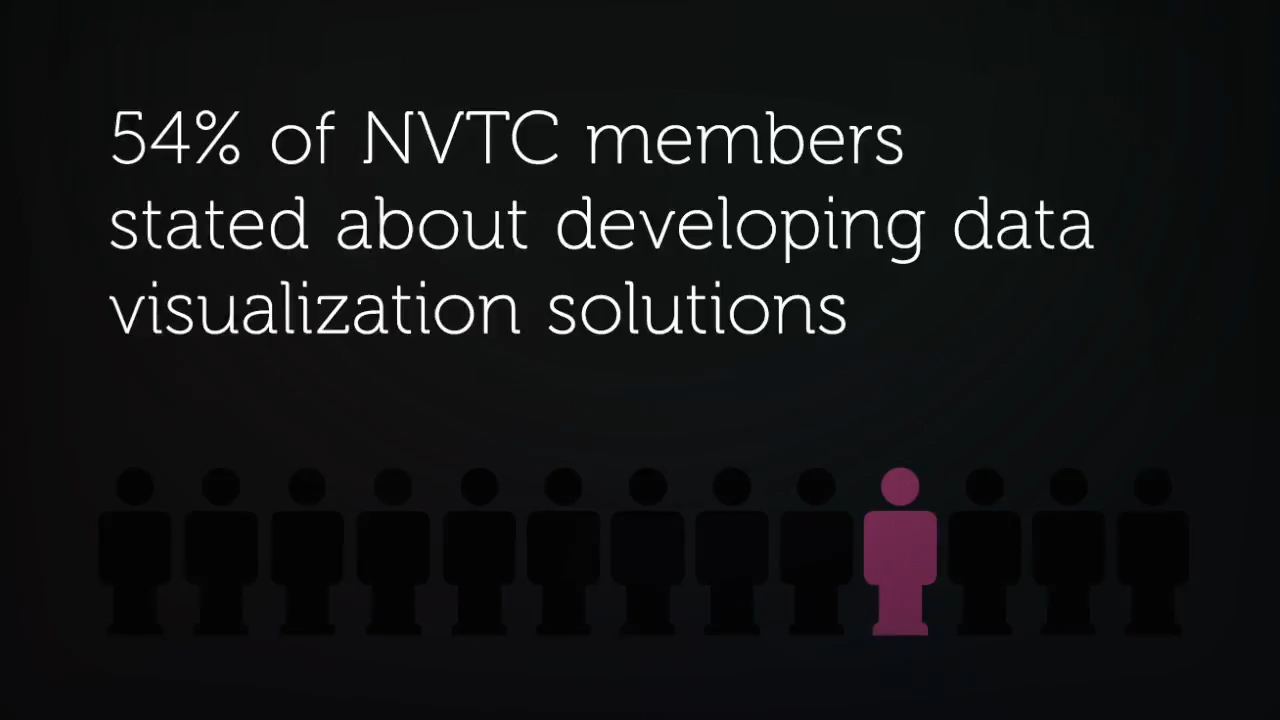 54% of NVTC members
stated about developing data
visualization solutions